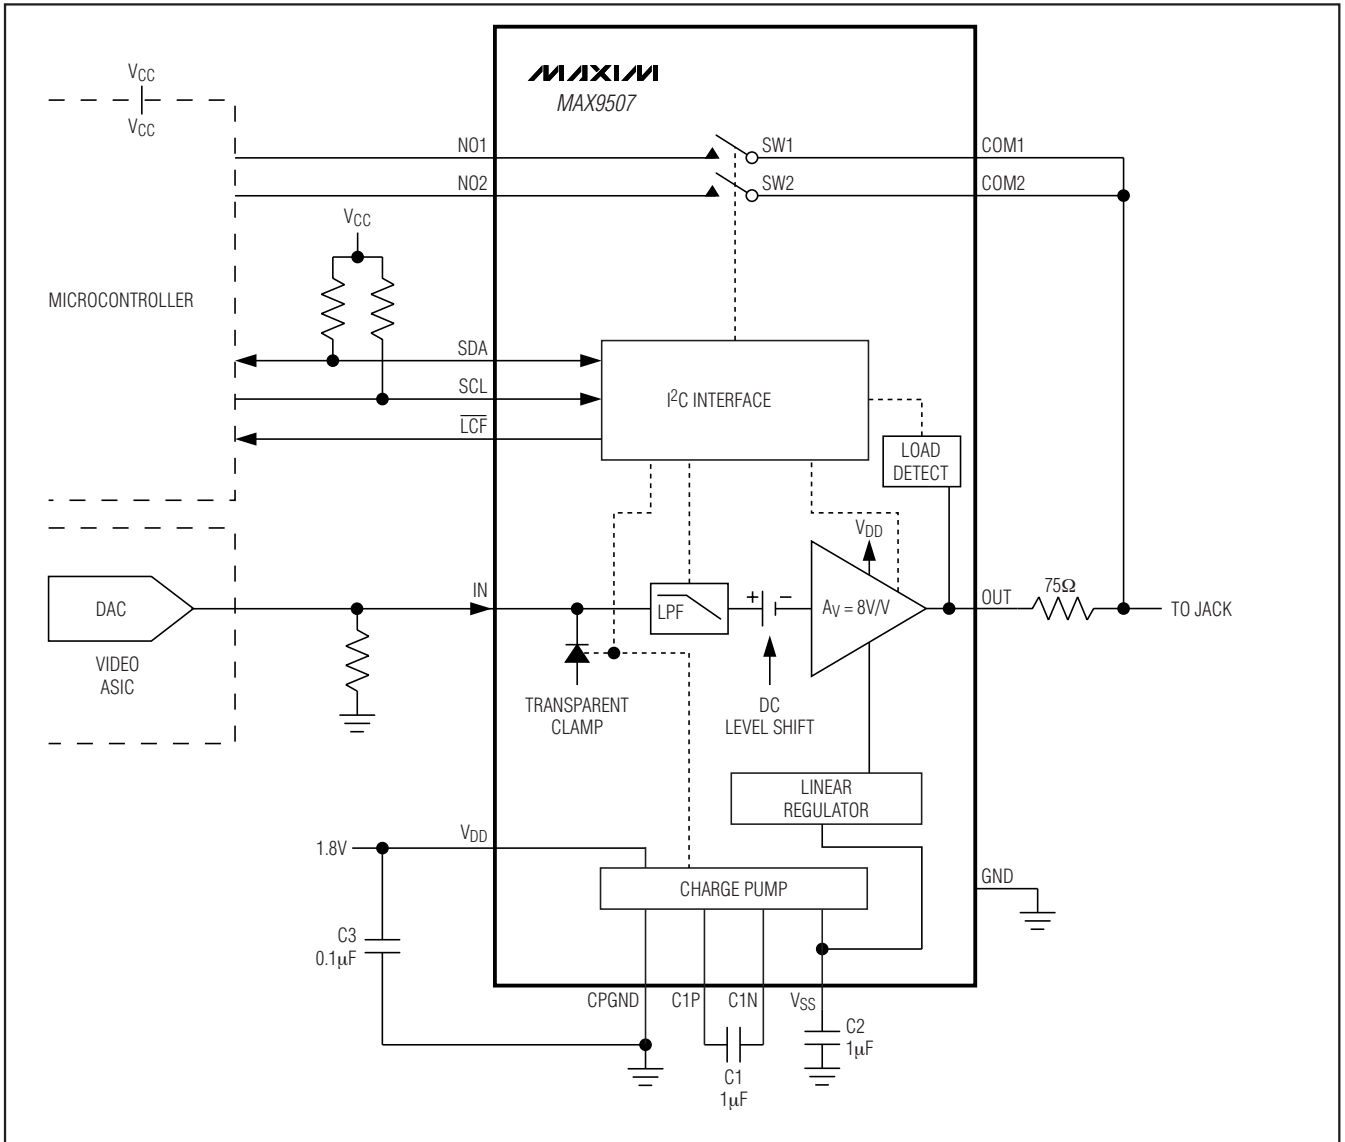 VCC
VCC
MAXIM
MAX9507
NO1
SW1
COM1
NO2
SW2
COM2
VCC
MICROCONTROLLER
SDA
SCL
I²C INTERFACE
LCF
LOAD
DETECT
VDD
IN
DAC
LPF
+
−
AV = 8V/V
OUT
75Ω
TO JACK
VIDEO
ASIC
TRANSPARENT
CLAMP
DC
LEVEL SHIFT
LINEAR
REGULATOR
1.8V
VDD
CHARGE PUMP
GND
C3
0.1µF
CPGND
C1P
C1N
VSS
C2
1µF
C1
1µF